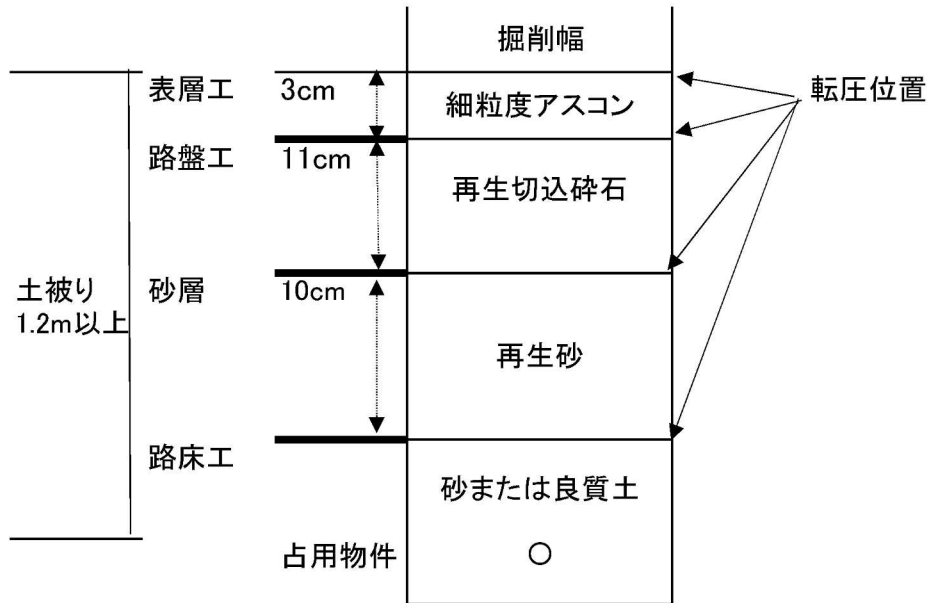 掘削幅
表層工 3cm 細粒度アスコン 転圧位置
路盤工 11cm 再生切込砕石
土被り
1.2m以上
砂層 10cm 再生砂
路床工 砂または良質土
占用物件